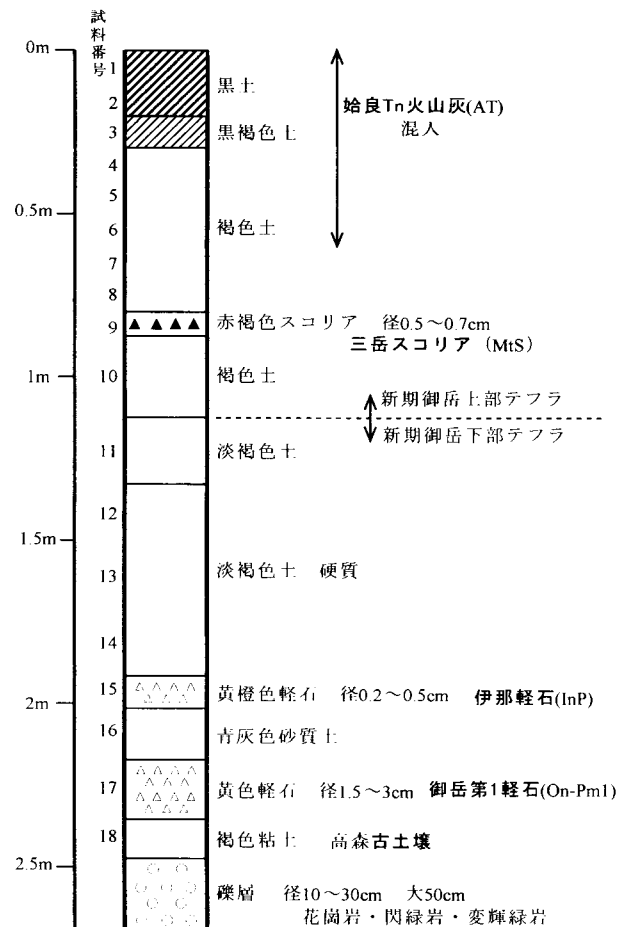 試料番号
0m
1
黒土
2
姶良Tn火山灰(AT)
混入
3
黒褐色土
4
5
0.5m
6
褐色土
7
8
9
赤褐色スコリア 径0.5～0.7cm
三岳スコリア (MtS)
1m
10
褐色土
新期御岳上部テフラ
新期御岳下部テフラ
11
淡褐色土
12
1.5m
13
淡褐色土 硬質
14
15
黄橙色軽石 径0.2～0.5cm 伊那軽石(InP)
2m
16
青灰色砂質土
17
黄色軽石 径1.5～3cm 御岳第1軽石(On-Pm1)
18
褐色粘土 高森古土壌
2.5m
礫層 径10～30cm 大50cm
花崗岩・閃緑岩・変輝緑岩